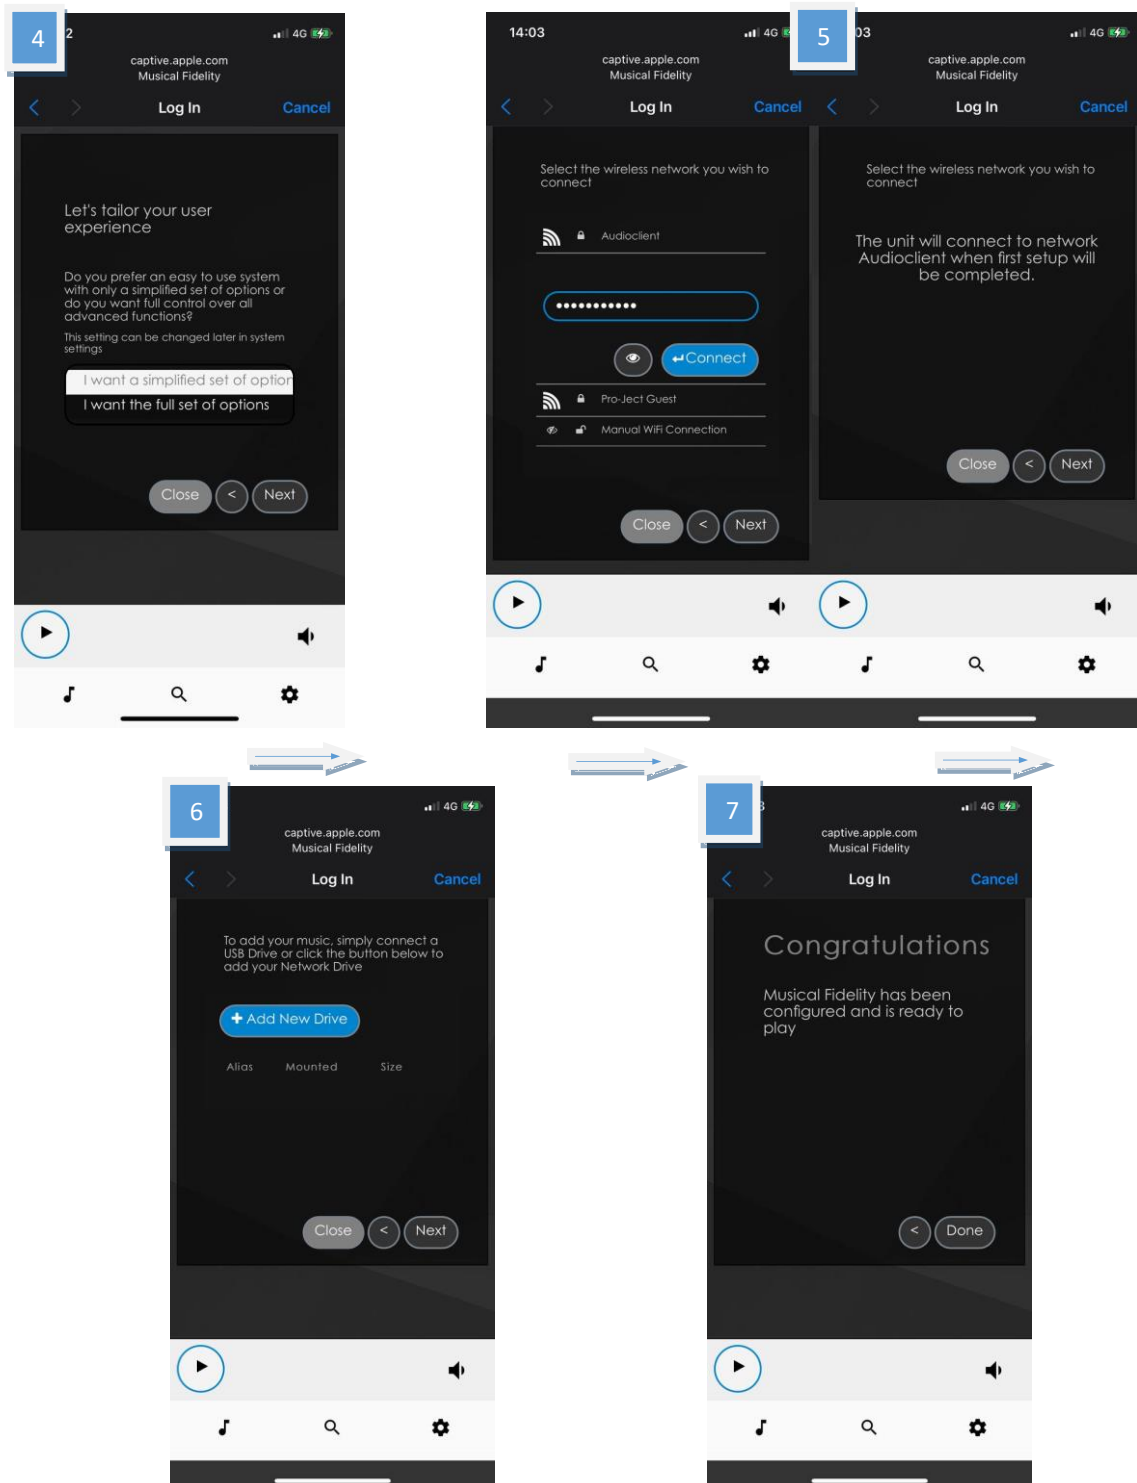 4
2
4G
captive.apple.com
Musical Fidelity
Log In
Cancel
Let's tailor your user
experience
Do you prefer an easy to use system
with only a simplified set of options or
do you want full control over all
advanced functions?
This setting can be changed later in system
settings
I want a simplified set of option
I want the full set of options
Close
<
Next
14:03
4G
captive.apple.com
Musical Fidelity
Log In
Cancel
Select the wireless network you wish to
connect
Audioclient
Connect
Pro-Ject Guest
Manual WiFi Connection
Close
<
Next
5
03
4G
captive.apple.com
Musical Fidelity
Log In
Cancel
Select the wireless network you wish to
connect
The unit will connect to network
Audioclient when first setup will
be completed.
Close
<
Next
6
4G
captive.apple.com
Musical Fidelity
Log In
Cancel
To add your music, simply connect a
USB Drive or click the button below to
add your Network Drive
+ Add New Drive
Alias Mounted Size
Close
<
Next
7
3
4G
captive.apple.com
Musical Fidelity
Log In
Cancel
Congratulations
Musical Fidelity has been
configured and is ready to
play
<
Done